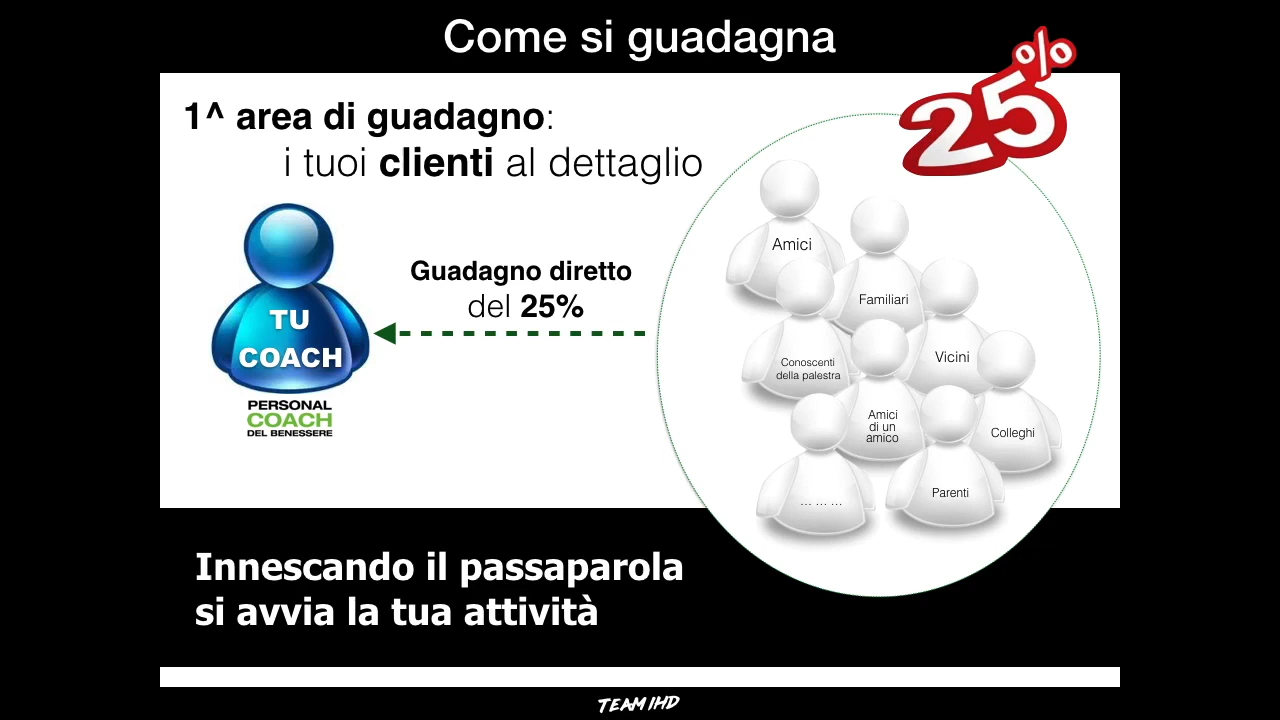 Come si guadagna
25%
1^ area di guadagno:
i tuoi clienti al dettaglio
Guadagno diretto
del 25%
TU
COACH
PERSONAL
COACH
DEL BENESSERE
Amici
Familiari
Conoscenti
della palestra
Vicini
Amici
di un
amico
Colleghi
... ... ...
Parenti
Innescando il passaparola
si avvia la tua attività
TEAM IHD